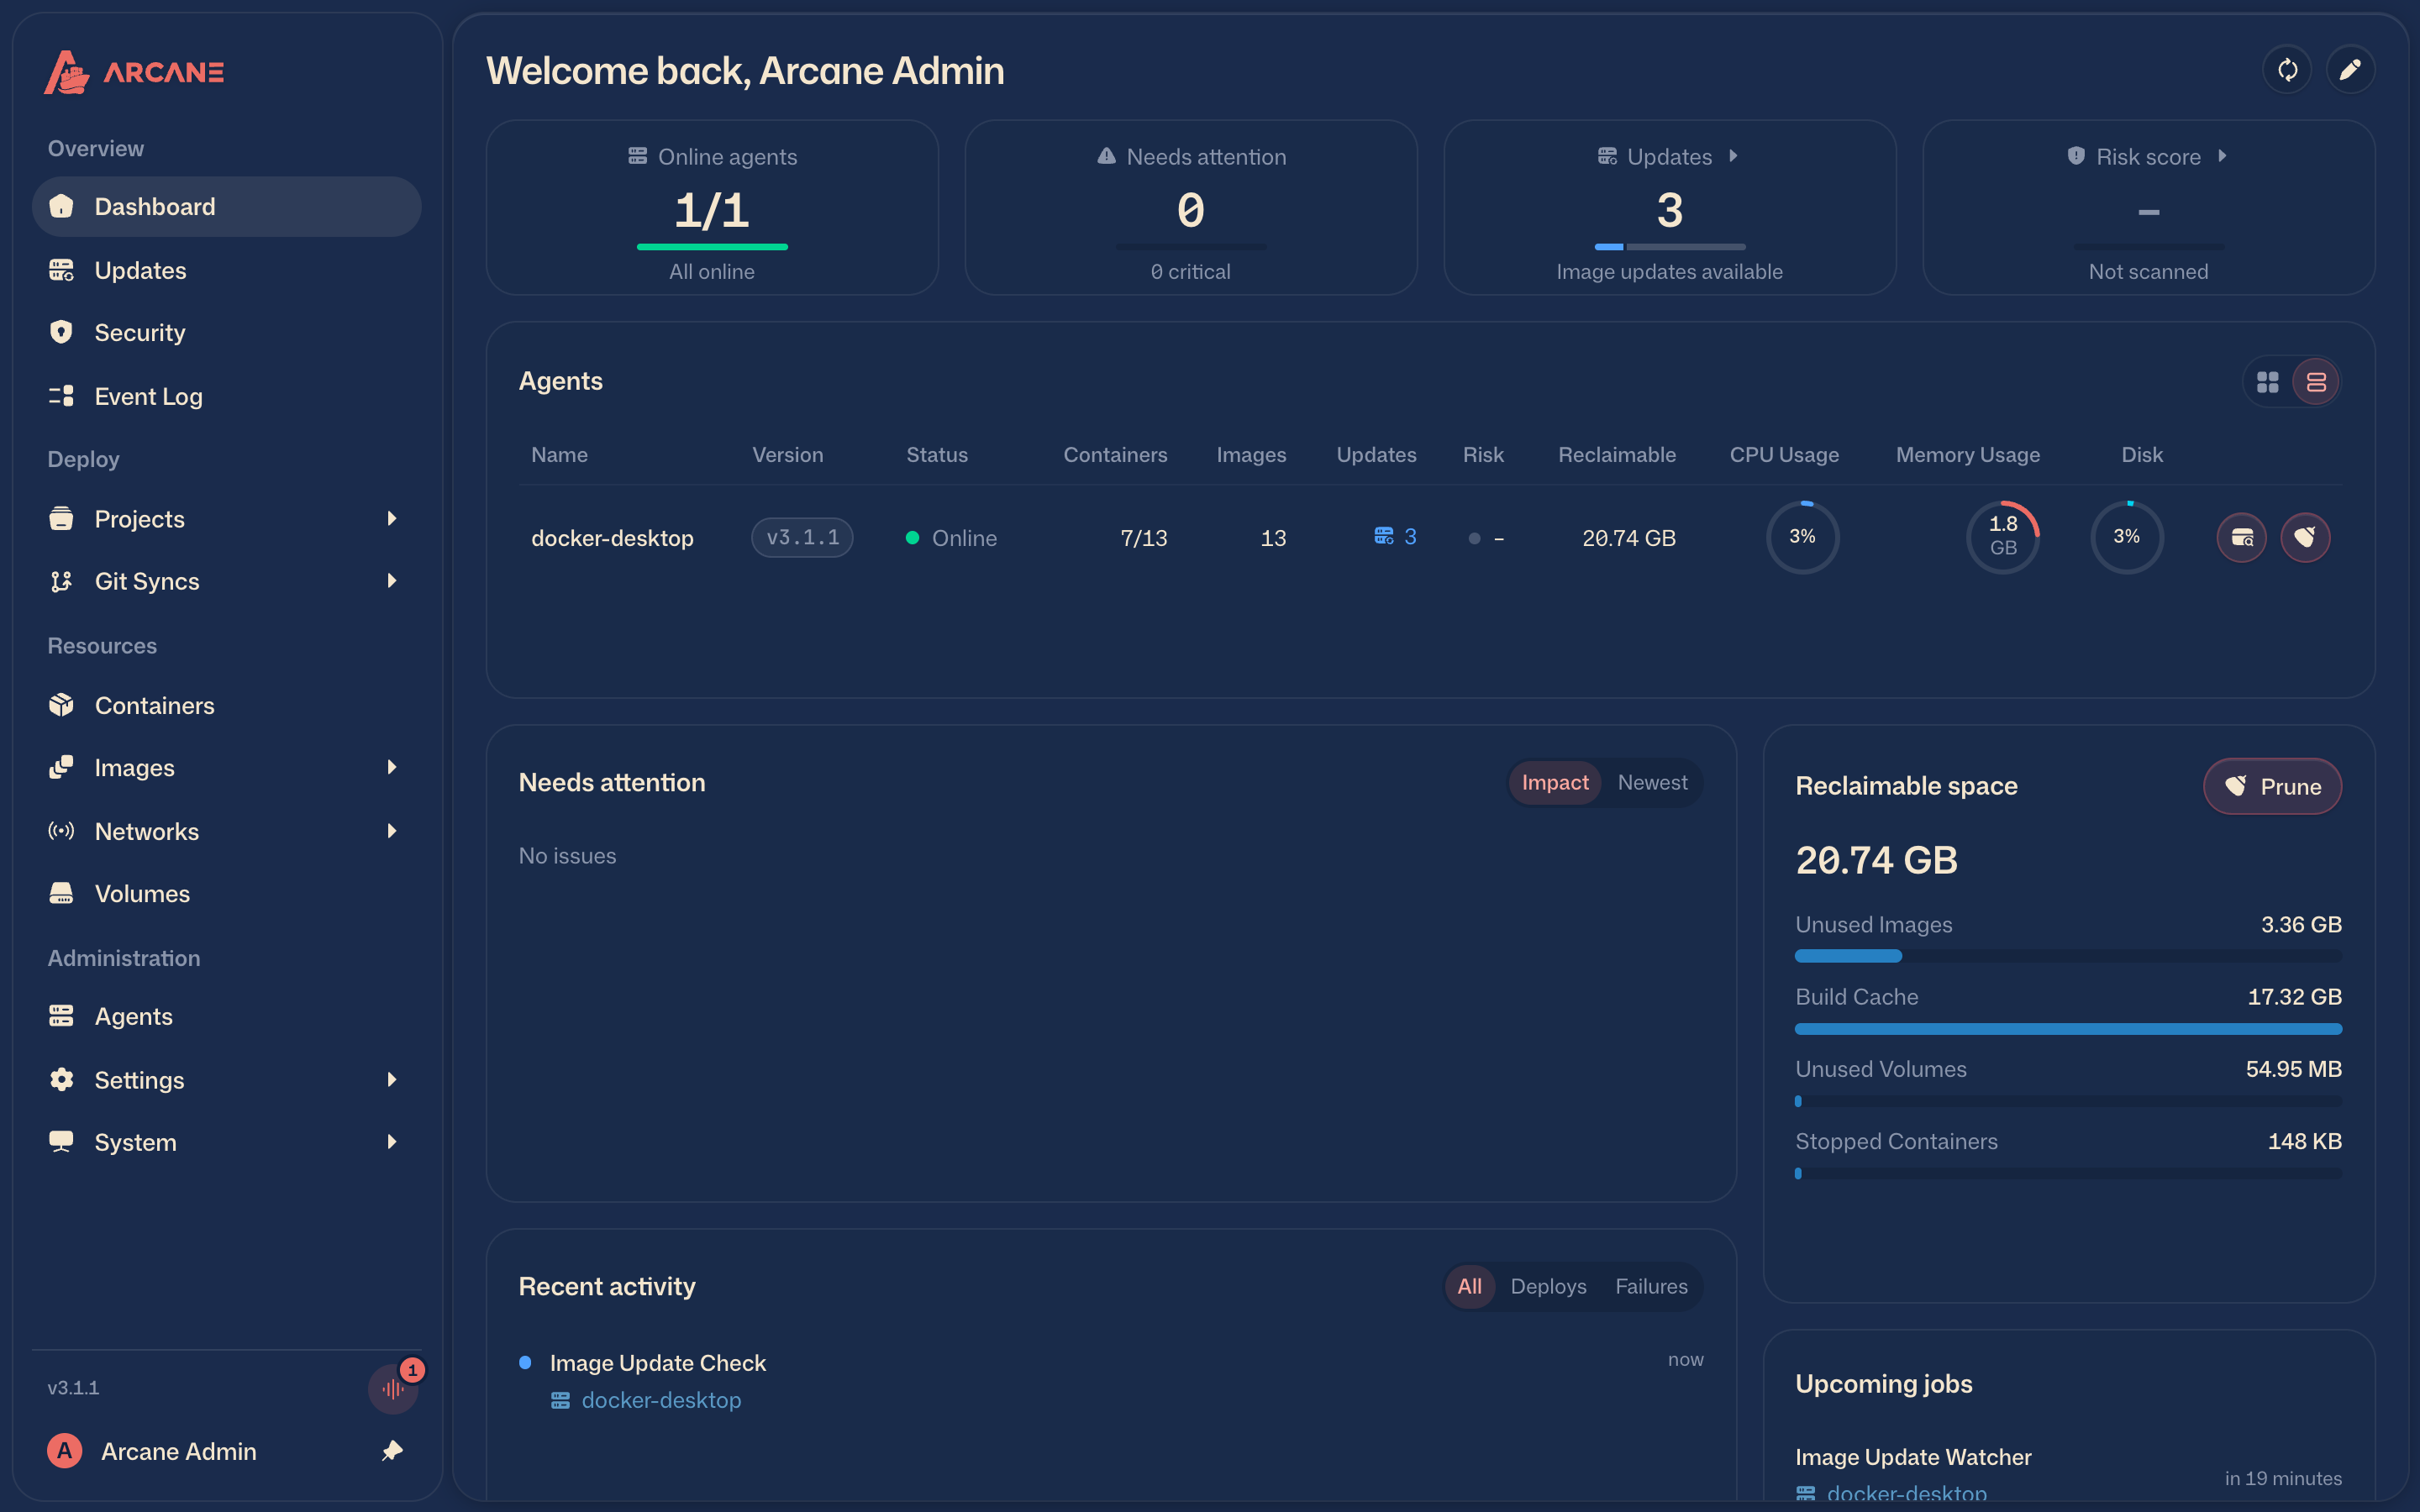 ARCANE
Overview
Dashboard
Updates
Security
Event Log
Deploy
Projects
Git Syncs
Resources
Containers
Images
Networks
Volumes
Administration
Agents
Settings
System
v3.1.1
1
A
Arcane Admin
Welcome back, Arcane Admin
Online agents
1/1
All online
Needs attention
0
0 critical
Updates
3
Image updates available
Risk score
–
Not scanned
Agents
Name Version Status Containers Images Updates Risk Reclaimable CPU Usage Memory Usage Disk
docker-desktop v3.1.1 Online 7/13 13 3 – 20.74 GB 3% 1.8 GB 3%
Needs attention
Impact Newest
No issues
Reclaimable space
Prune
20.74 GB
Unused Images 3.36 GB
Build Cache 17.32 GB
Unused Volumes 54.95 MB
Stopped Containers 148 KB
Recent activity
All Deploys Failures
Image Update Check now
docker-desktop
Upcoming jobs
Image Update Watcher
in 19 minutes
docker-desktop